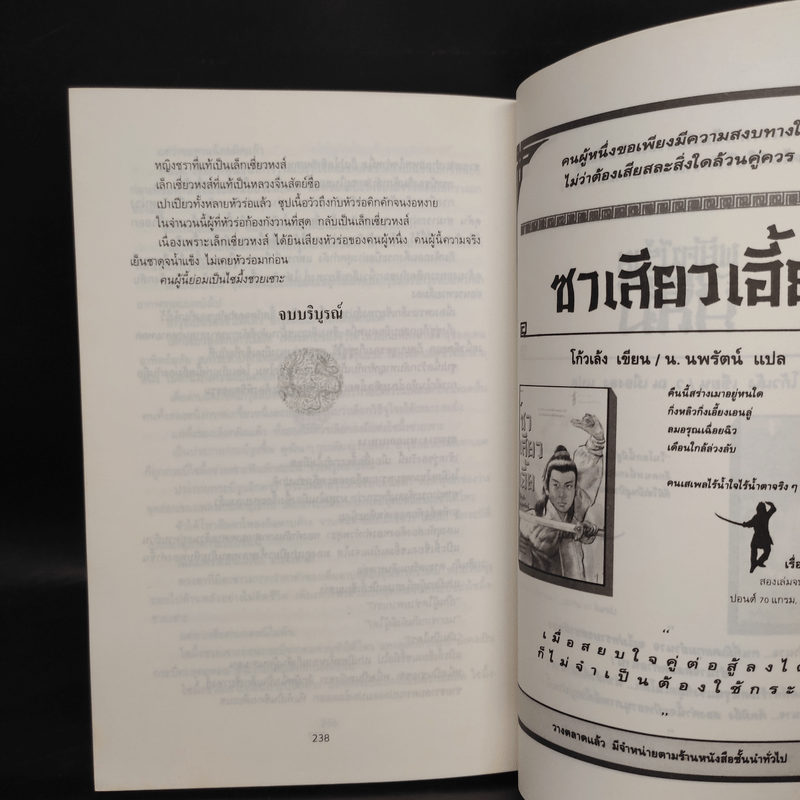 หญิงชราที่แท้เป็นเล็กเซี่ยวหงส์
เล็กเซี่ยวหงส์ที่แท้เป็นหลวงจีนสัตย์ซื่อ
เปาเปียวทั้งหลายหัวร่อแล้ว ซุปเนื้อวัวถึงกับหัวร่อคิกคักจนงอหงาย
ในจำนวนนี้ผู้ที่หัวร่อก้องกังวานที่สุด กลับเป็นเล็กเซี่ยวหงส์
เนื่องเพราะเล็กเซี่ยวหงส์ ได้ยินเสียงหัวร่อของคนผู้หนึ่ง คนผู้นี้ความจริง
เย็นชาดุจน้ำแข็ง ไม่เคยหัวร่อมาก่อน
คนผู้นี้ย่อมเป็นไซมึ้งชวยเซาะ
จบบริบูรณ์
238
คนผู้หนึ่งขอเพียงมีความสงบทางใ
ไม่ว่าต้องเสียสละสิ่งใดล้วนคู่ควร
ซาเสียวเอี้ย
โก้วเล้ง เขียน / น. นพรัตน์ แปล
คืนนี้สร่างเมาอยู่หนใด
กิ่งหลิวกิ่งเอี้ยงเอนลู่
ลมอรุณเฉื่อยฉิว
เดือนใกล้ล่วงลับ
คนเสเพลไร้น้ำใจไร้น้ำตาจริง ๆ
ซา
เสียว
เอี้ย
เรื่อ
สองเล่มจบ
ปอนด์ 70 แกรม.
"
เมื่อสยบใจคู่ต่อสู้ลงได้
ก็ไม่จำเป็นต้องใช้กระ
"
วางตลาดแล้ว มีจำหน่ายตามร้านหนังสือชั้นนำทั่วไป